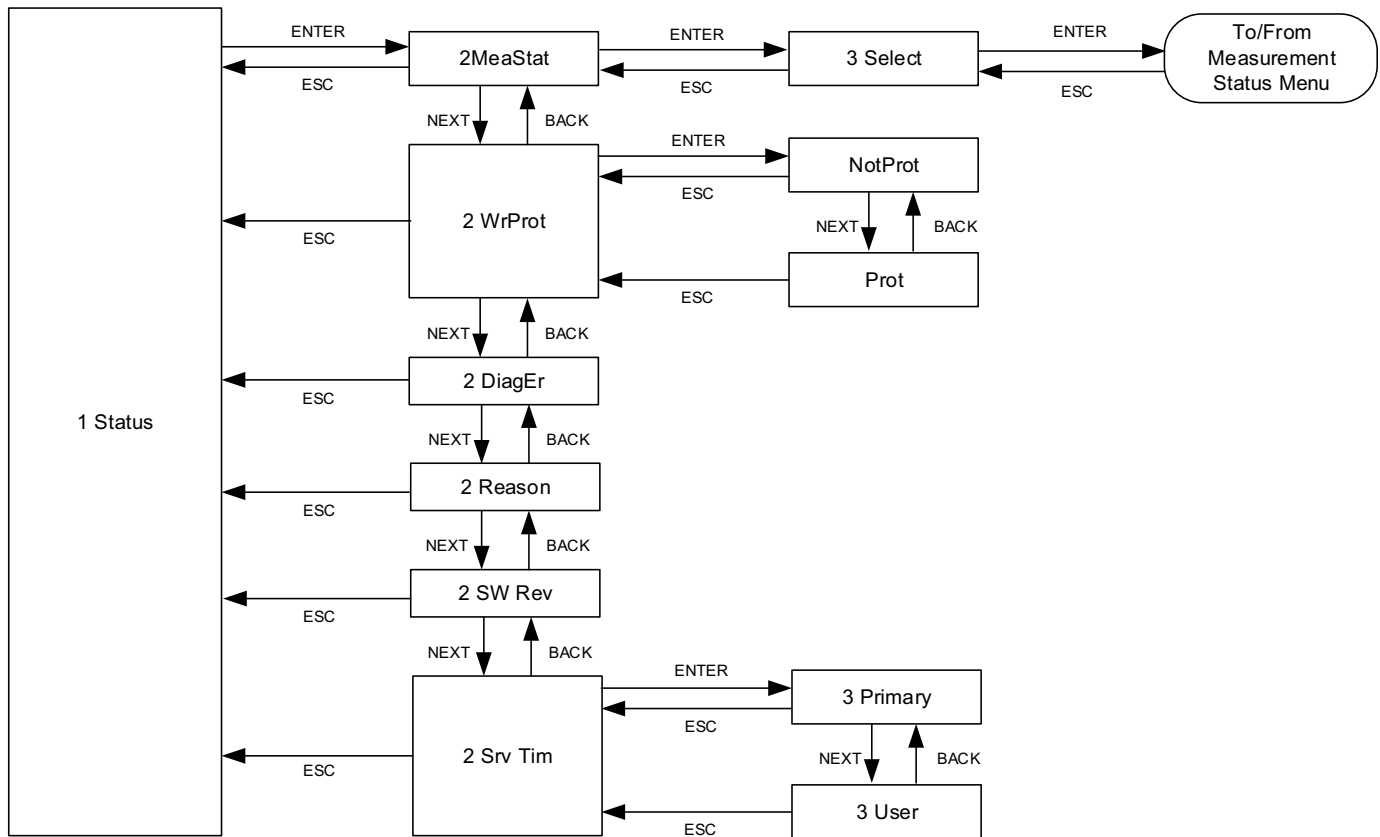 1 Status
ENTER
ESC
2MeaStat
ENTER
ESC
3 Select
ENTER
ESC
To/From
Measurement
Status Menu
NEXT
BACK
ESC
2 WrProt
ENTER
ESC
NotProt
NEXT
BACK
ESC
Prot
NEXT
BACK
ESC
2 DiagEr
NEXT
BACK
ESC
2 Reason
NEXT
BACK
ESC
2 SW Rev
NEXT
BACK
ESC
2 Srv Tim
ENTER
ESC
3 Primary
NEXT
BACK
ESC
3 User